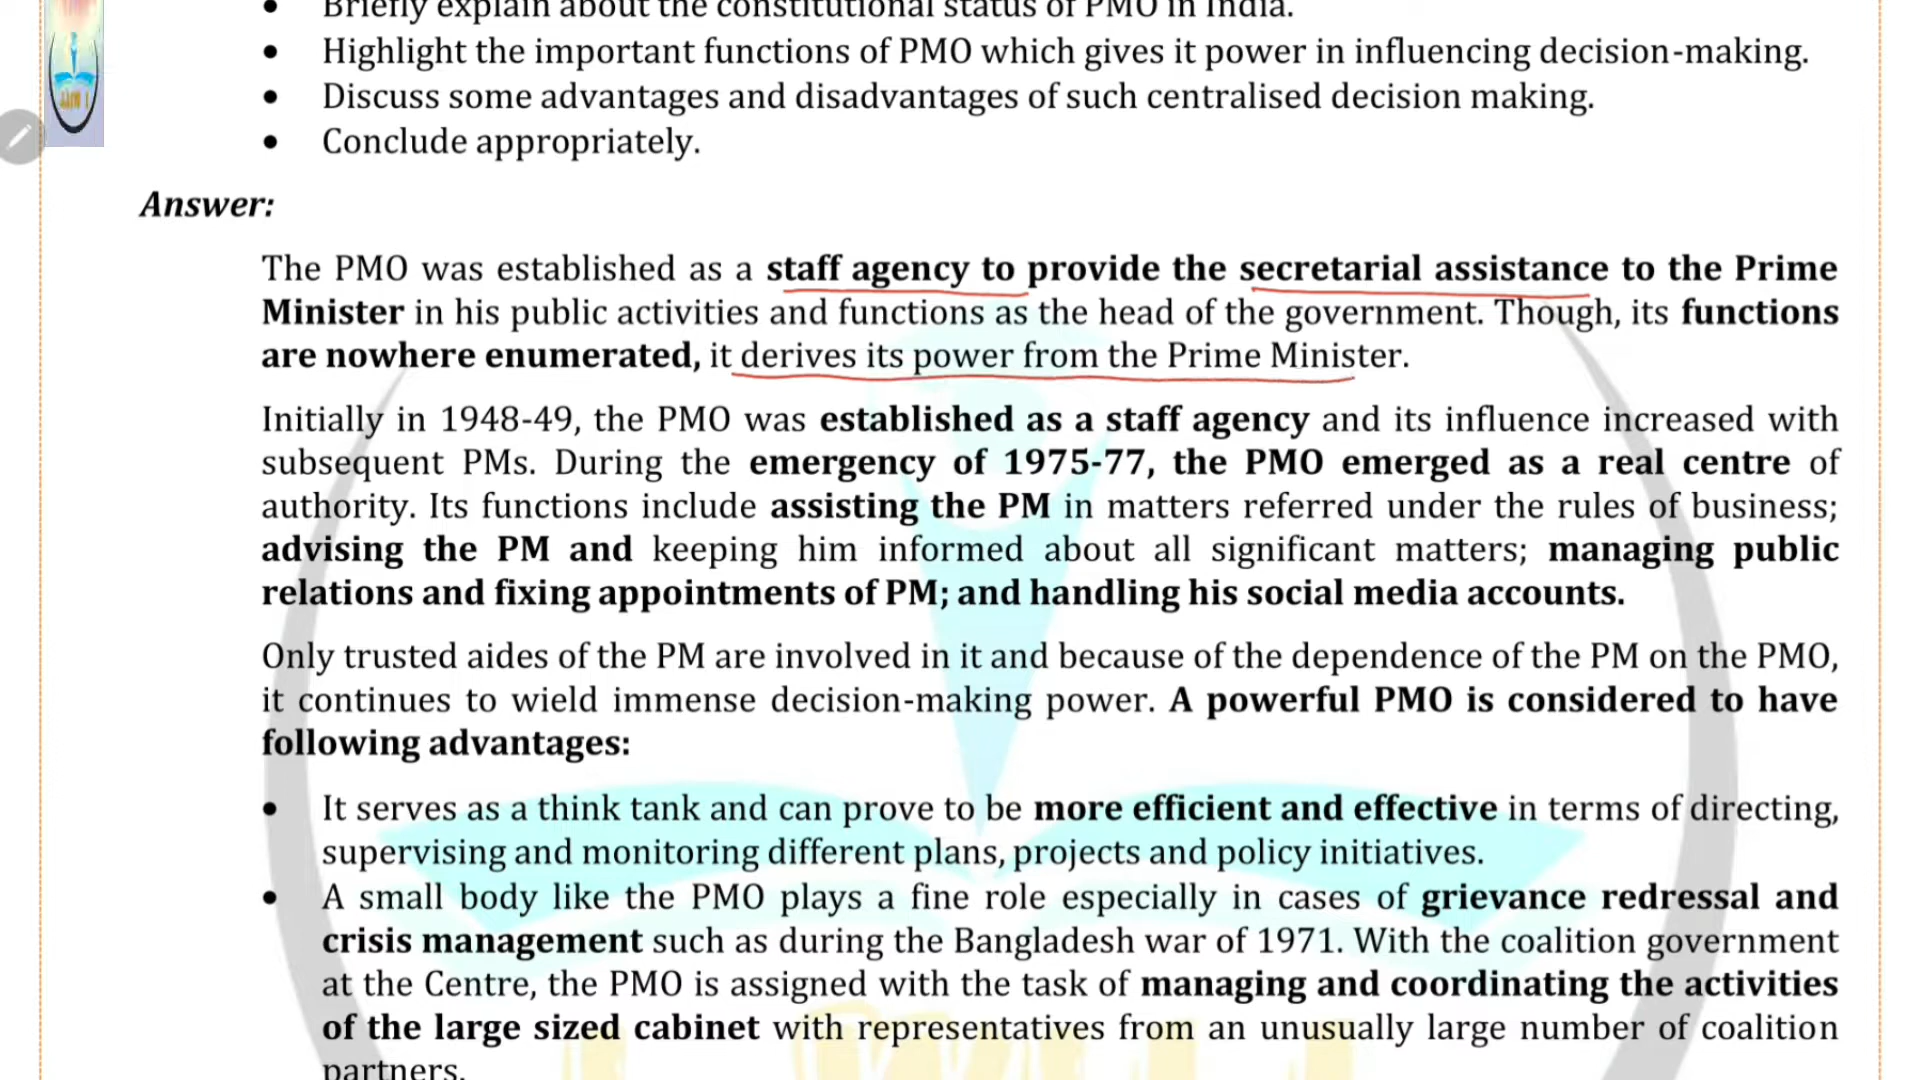 • Briefly explain about the constitutional status of PMO in India.
• Highlight the important functions of PMO which gives it power in influencing decision-making.
• Discuss some advantages and disadvantages of such centralised decision making.
• Conclude appropriately.
Answer:
The PMO was established as a staff agency to provide the secretarial assistance to the Prime
Minister in his public activities and functions as the head of the government. Though, its functions
are nowhere enumerated, it derives its power from the Prime Minister.
Initially in 1948-49, the PMO was established as a staff agency and its influence increased with
subsequent PMs. During the emergency of 1975-77, the PMO emerged as a real centre of
authority. Its functions include assisting the PM in matters referred under the rules of business;
advising the PM and keeping him informed about all significant matters; managing public
relations and fixing appointments of PM; and handling his social media accounts.
Only trusted aides of the PM are involved in it and because of the dependence of the PM on the PMO,
it continues to wield immense decision-making power. A powerful PMO is considered to have
following advantages:
• It serves as a think tank and can prove to be more efficient and effective in terms of directing,
supervising and monitoring different plans, projects and policy initiatives.
• A small body like the PMO plays a fine role especially in cases of grievance redressal and
crisis management such as during the Bangladesh war of 1971. With the coalition government
at the Centre, the PMO is assigned with the task of managing and coordinating the activities
of the large sized cabinet with representatives from an unusually large number of coalition
partners.